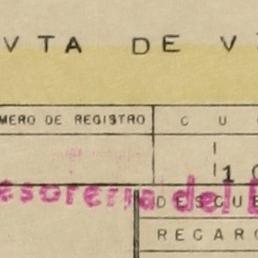 VTA DE V
MERO DE REGISTRO C U
1
esorería del
DESCUE
RECARG